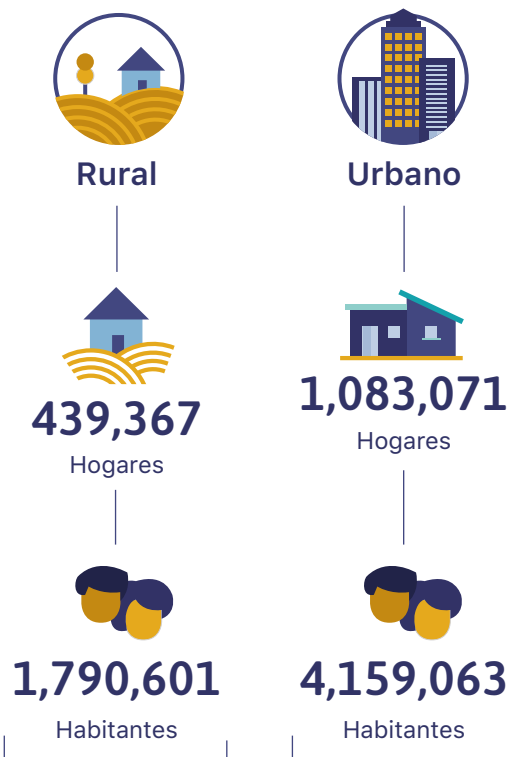 Rural
439,367
Hogares
1,790,601
Habitantes
Urbano
1,083,071
Hogares
4,159,063
Habitantes